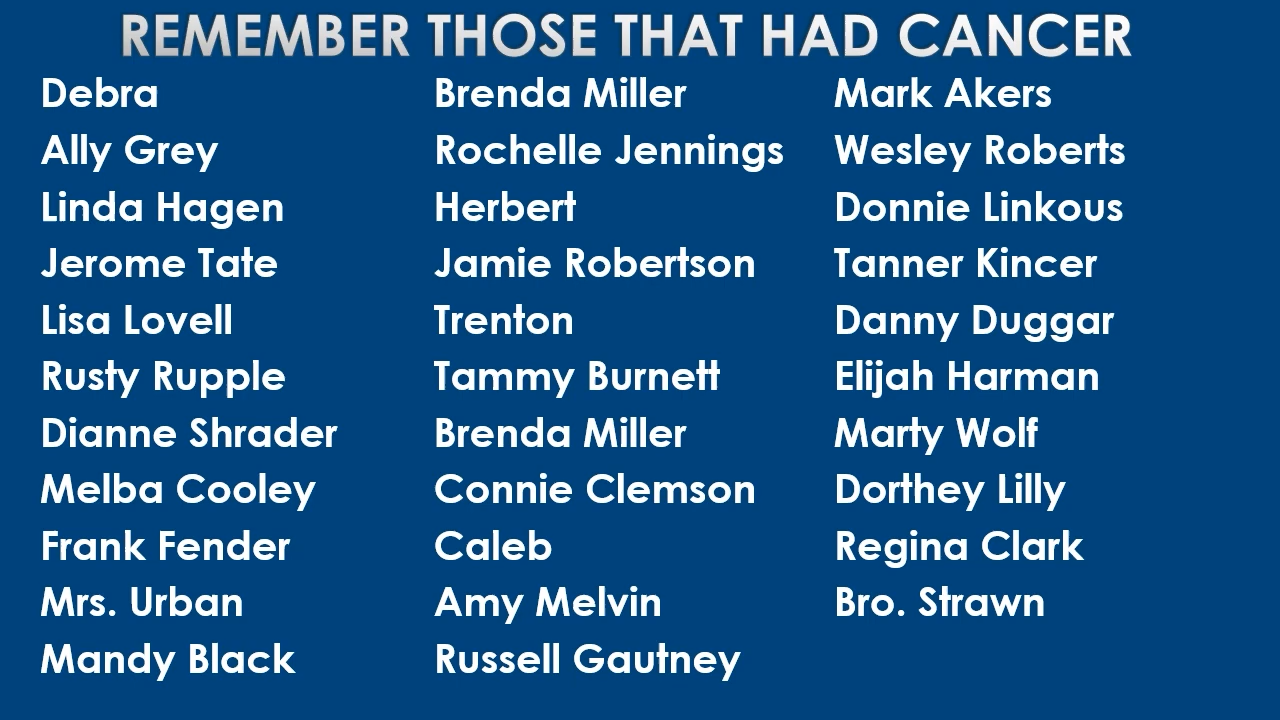 REMEMBER THOSE THAT HAD CANCER
Debra
Ally Grey
Linda Hagen
Jerome Tate
Lisa Lovell
Rusty Rupple
Dianne Shrader
Melba Cooley
Frank Fender
Mrs. Urban
Mandy Black
Brenda Miller
Rochelle Jennings
Herbert
Jamie Robertson
Trenton
Tammy Burnett
Brenda Miller
Connie Clemson
Caleb
Amy Melvin
Russell Gautney
Mark Akers
Wesley Roberts
Donnie Linkous
Tanner Kincer
Danny Duggar
Elijah Harman
Marty Wolf
Dorthey Lilly
Regina Clark
Bro. Strawn